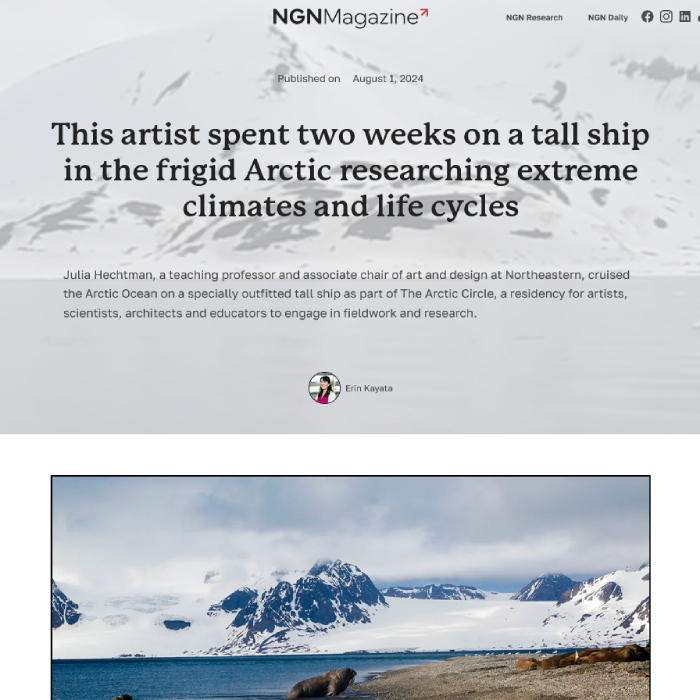 NGNMagazine
NGN Research NGN Daily
Published on August 1, 2024
This artist spent two weeks on a tall ship
in the frigid Arctic researching extreme
climates and life cycles
Julia Hechtman, a teaching professor and associate chair of art and design at Northeastern, cruised
the Arctic Ocean on a specially outfitted tall ship as part of The Arctic Circle, a residency for artists,
scientists, architects and educators to engage in fieldwork and research.
Erin Kayata